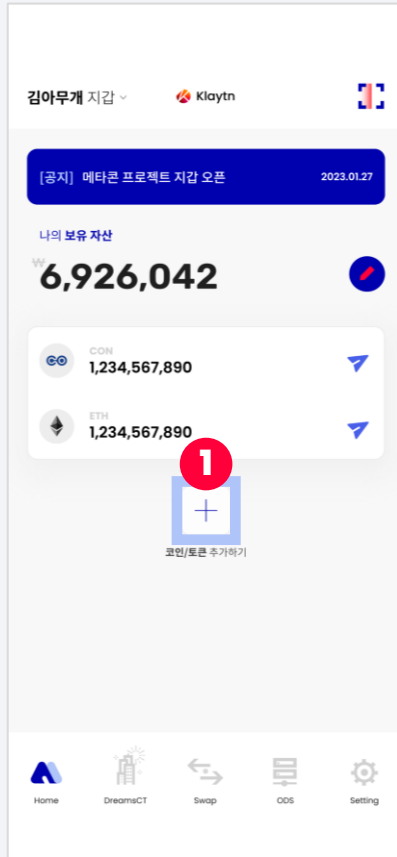 김아무개 지갑
Klaytn
[공지] 메타콘 프로젝트 지갑 오픈 2023.01.27
나의 보유 자산
₩6,926,042
CON
1,234,567,890
ETH
1,234,567,890
1
코인/토큰 추가하기
Home DreamsCT Swap ODS Setting